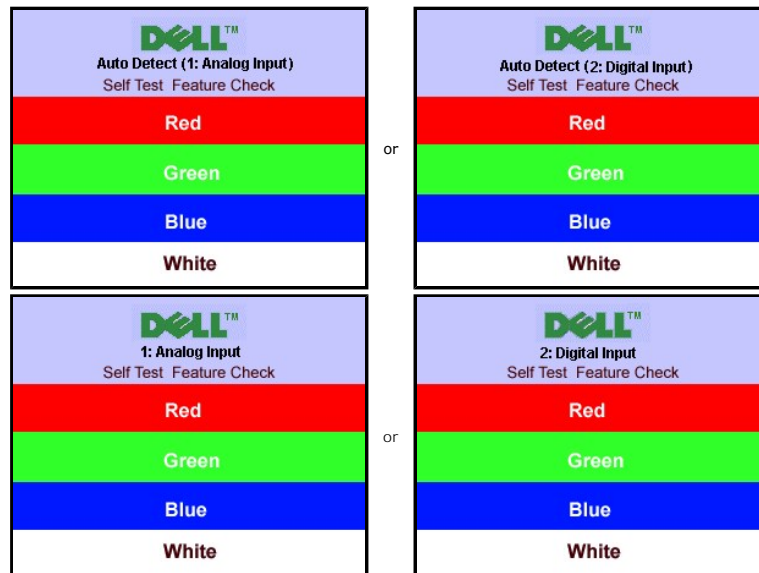 DELL™
Auto Detect (1: Analog Input)
Self Test Feature Check
Red
Green
Blue
White
or
DELL™
Auto Detect (2: Digital Input)
Self Test Feature Check
Red
Green
Blue
White
DELL™
1: Analog Input
Self Test Feature Check
Red
Green
Blue
White
or
DELL™
2: Digital Input
Self Test Feature Check
Red
Green
Blue
White